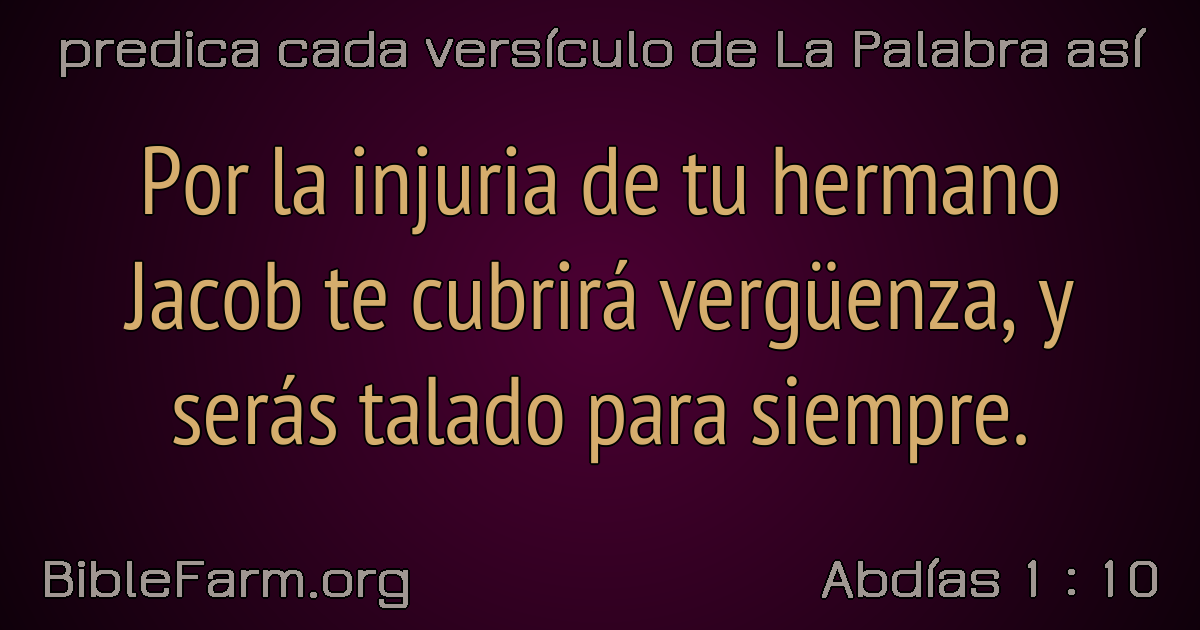 predica cada versículo de La Palabra así
Por la injuria de tu hermano
Jacob te cubrirá vergüenza, y
serás talado para siempre.
BibleFarm.org
Abdías 1 : 10